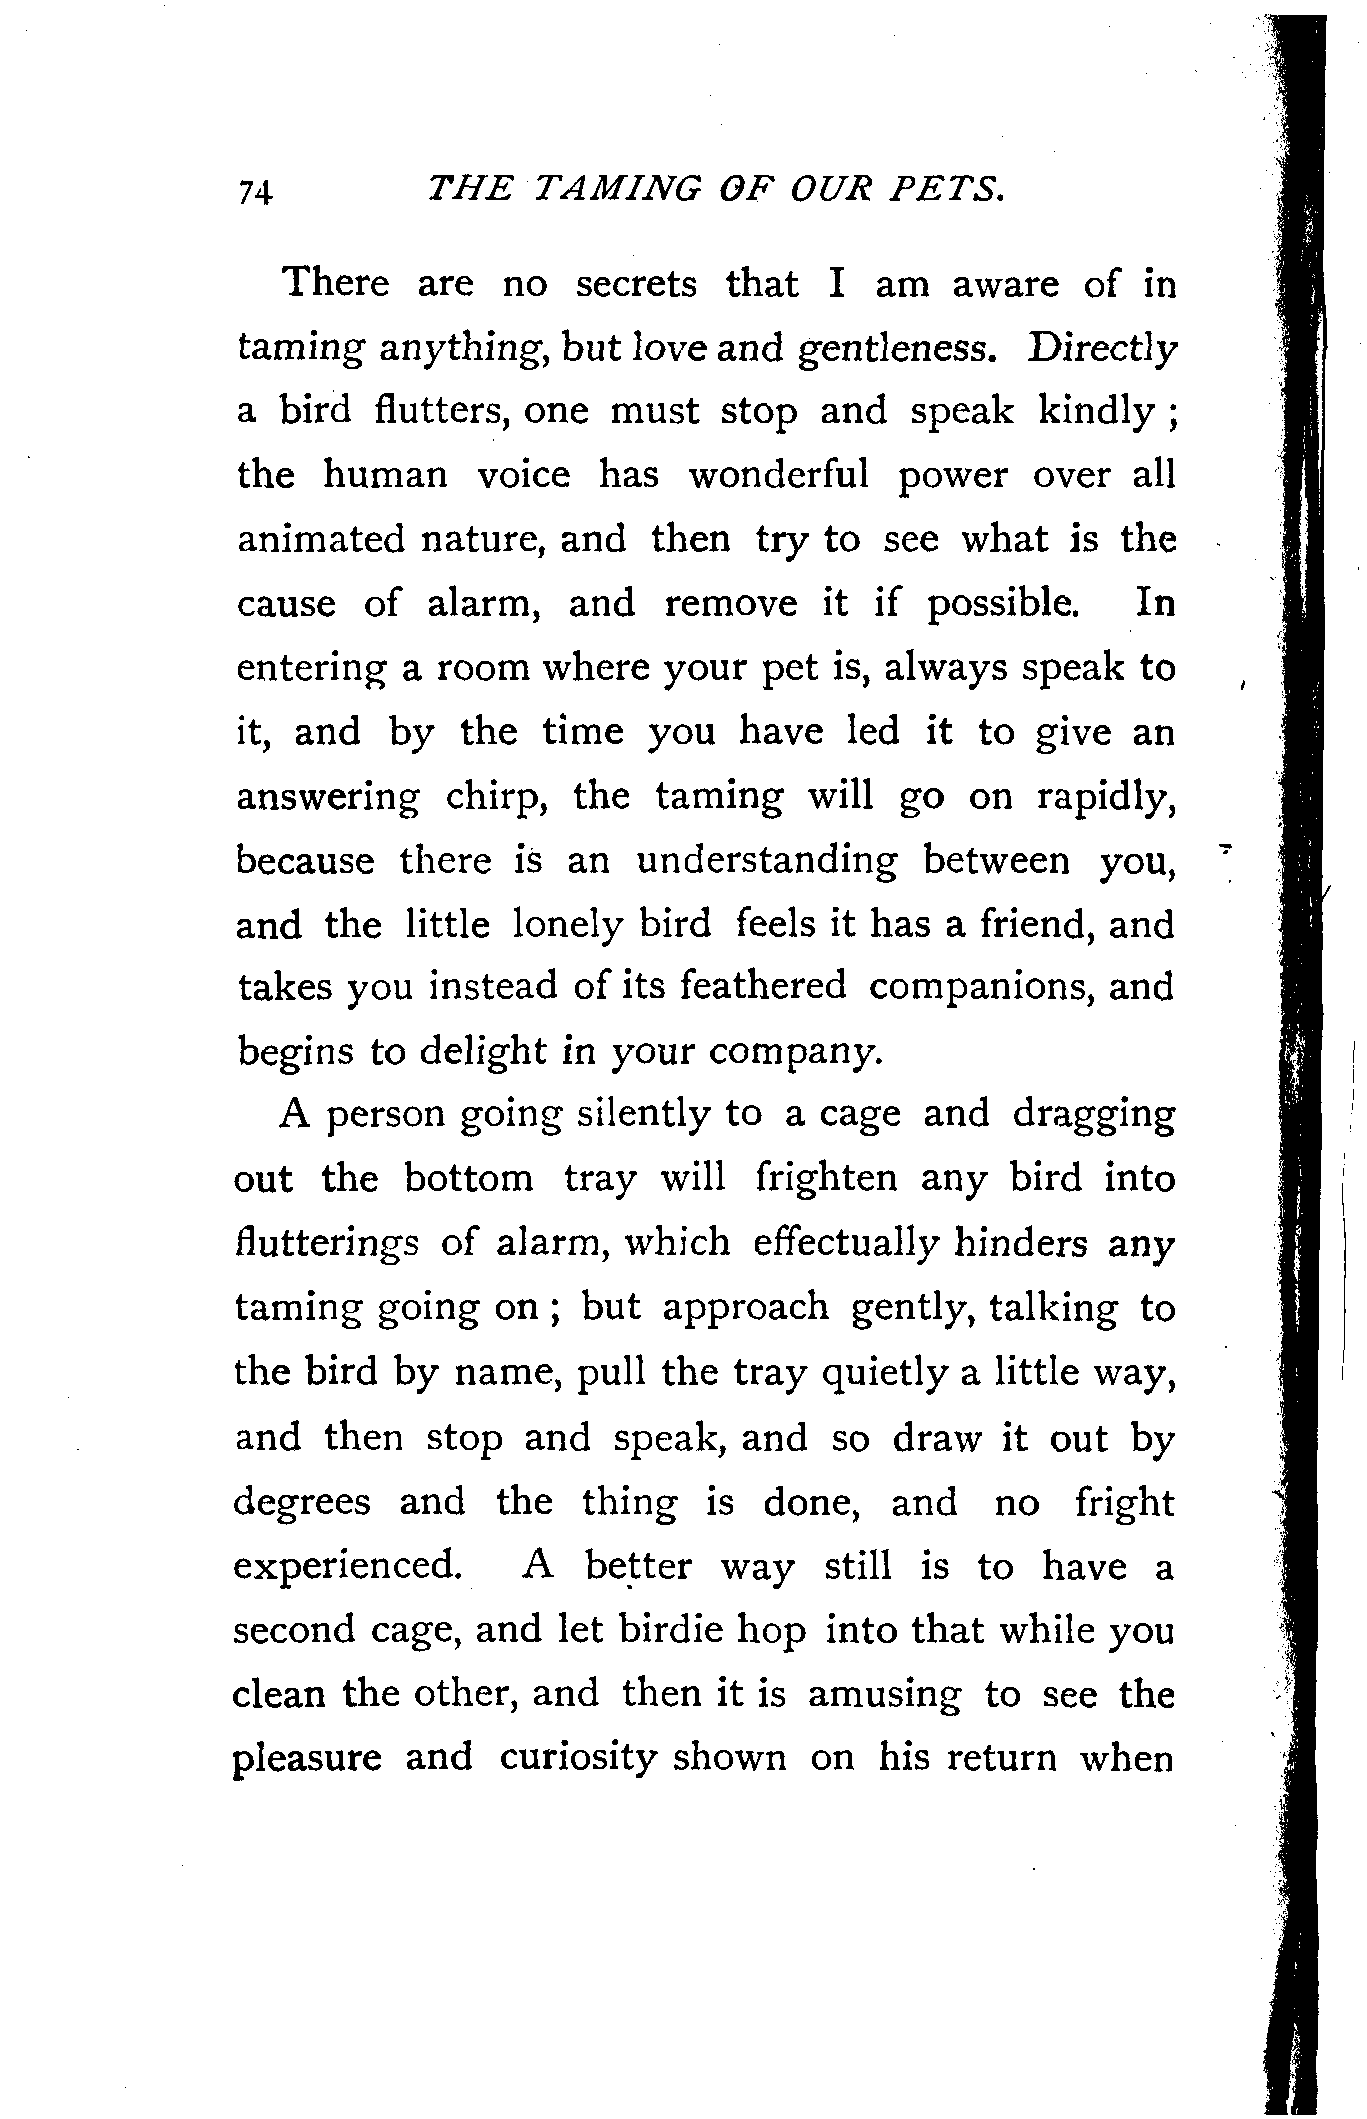 74 THE TAMING OF OUR PETS.
There are no secrets that I am aware of in
taming anything, but love and gentleness. Directly
a bird flutters, one must stop and speak kindly ;
the human voice has wonderful power over all
animated nature, and then try to see what is the
cause of alarm, and remove it if possible. In
entering a room where your pet is, always speak to
it, and by the time you have led it to give an
answering chirp, the taming will go on rapidly,
because there is an understanding between you,
and the little lonely bird feels it has a friend, and
takes you instead of its feathered companions, and
begins to delight in your company.
A person going silently to a cage and dragging
out the bottom tray will frighten any bird into
flutterings of alarm, which effectually hinders any
taming going on ; but approach gently, talking to
the bird by name, pull the tray quietly a little way,
and then stop and speak, and so draw it out by
degrees and the thing is done, and no fright
experienced. A better way still is to have a
second cage, and let birdie hop into that while you
clean the other, and then it is amusing to see the
pleasure and curiosity shown on his return when